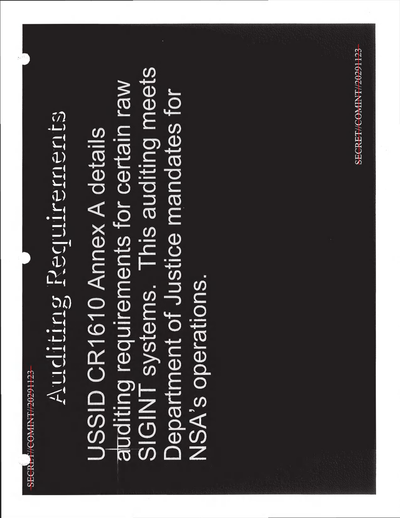 SECRET//COMINT//20291123
Auditing Requirements
USSID CR1610 Annex A details
auditing requirements for certain raw
SIGINT systems. This auditing meets
Department of Justice mandates for
NSA's operations.
SECRET//COMINT//20291123